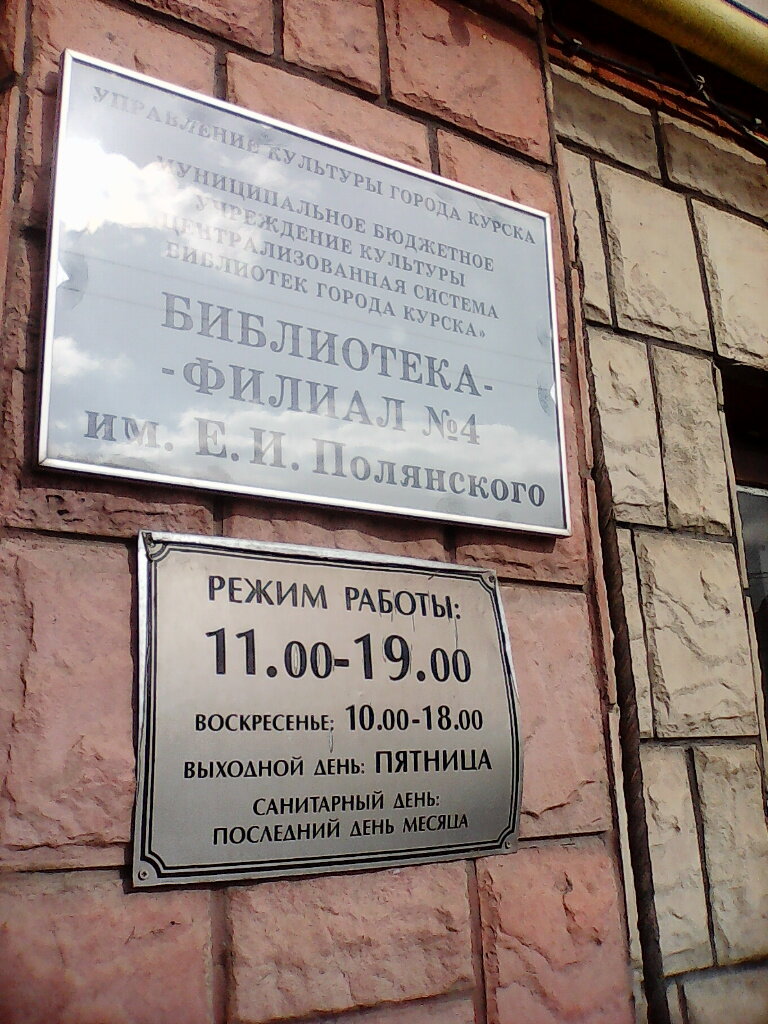 УПРАВЛЕНИЕ КУЛЬТУРЫ ГОРОДА КУРСКА
МУНИЦИПАЛЬНОЕ БЮДЖЕТНОЕ
УЧРЕЖДЕНИЕ КУЛЬТУРЫ
«ЦЕНТРАЛИЗОВАННАЯ СИСТЕМА
БИБЛИОТЕК ГОРОДА КУРСКА»
БИБЛИОТЕКА-
-ФИЛИАЛ №4
им. Е.И. Полянского
РЕЖИМ РАБОТЫ:
11.00-19.00
ВОСКРЕСЕНЬЕ: 10.00-18.00
ВЫХОДНОЙ ДЕНЬ: ПЯТНИЦА
САНИТАРНЫЙ ДЕНЬ:
ПОСЛЕДНИЙ ДЕНЬ МЕСЯЦА